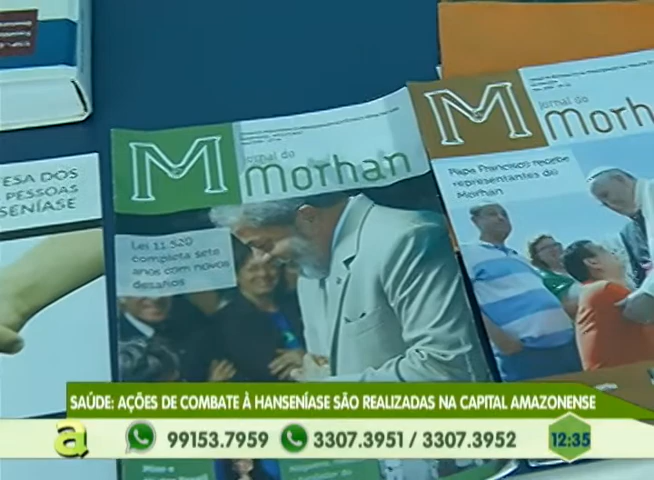 ESA DOS
PESSOAS
SENÍASE
M
jornal do
Morhan
Lei 11.520
completa sete
anos com novos
desafios
M
jornal do
Morhan
Papa Francisco recebe
representantes do
Morhan
SAÚDE: AÇÕES DE COMBATE À HANSENÍASE SÃO REALIZADAS NA CAPITAL AMAZONENSE
a 99153.7959 3307.3951 / 3307.3952 12:35